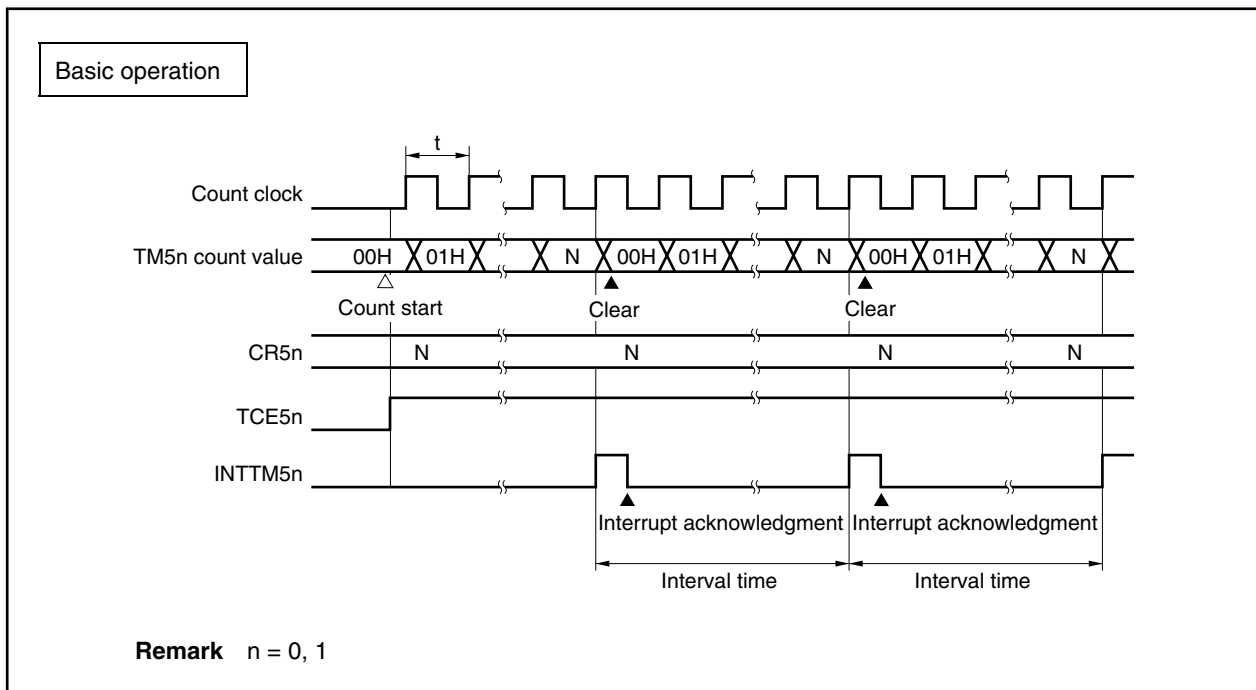 Basic operation
t
Count clock
TM5n count value 00H 01H N 00H 01H N 00H 01H N
Count start Clear Clear
CR5n N N N N
TCE5n
INTTM5n
Interrupt acknowledgment Interrupt acknowledgment
Interval time Interval time
Remark n = 0, 1